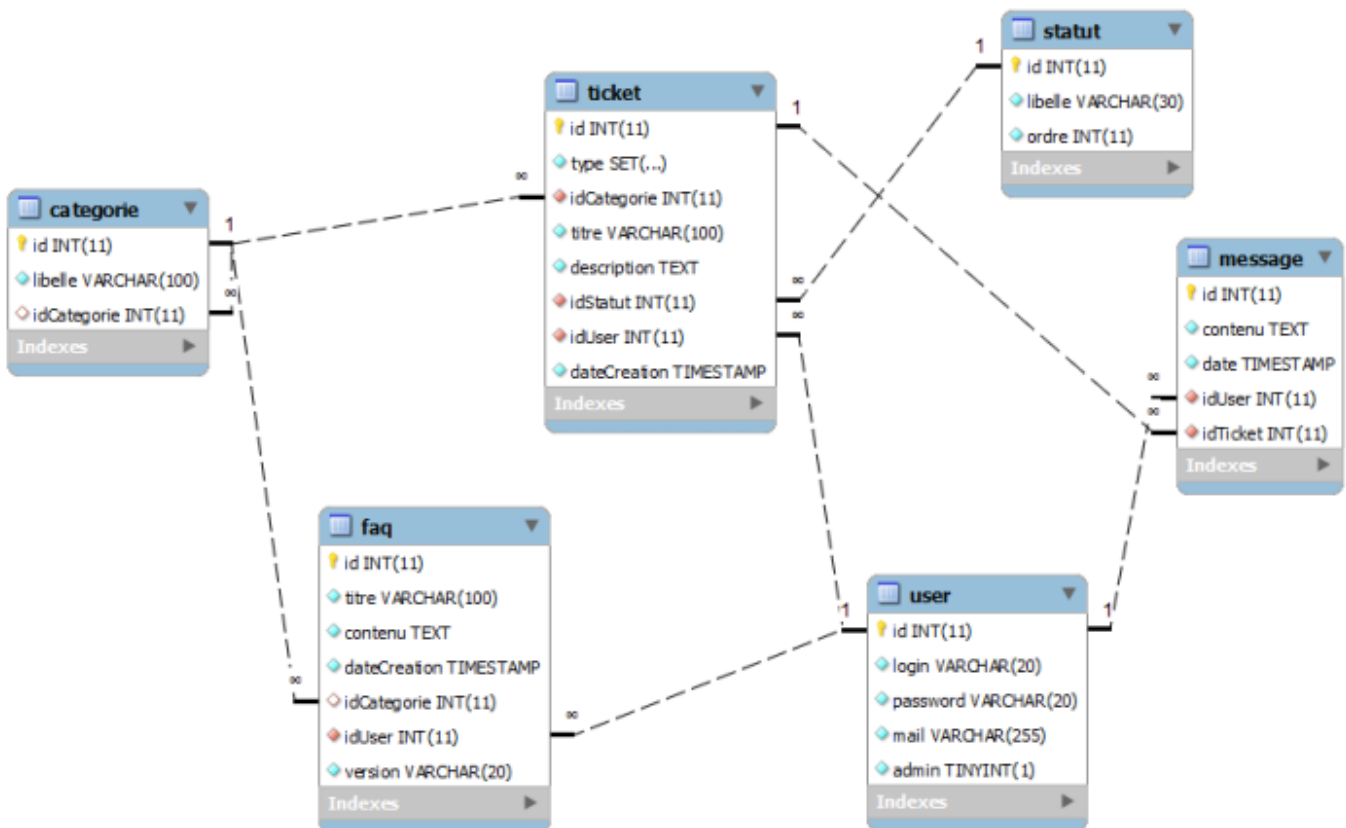 statut
id INT(11)
libelle VARCHAR(30)
ordre INT(11)
Indexes
1
ticket
id INT(11)
type SET(...)
idCategorie INT(11)
titre VARCHAR(100)
description TEXT
idStatut INT(11)
idUser INT(11)
dateCreation TIMESTAMP
Indexes
1
∞
∞
∞
categorie
id INT(11)
libelle VARCHAR(100)
idCategorie INT(11)
Indexes
1
∞
message
id INT(11)
contenu TEXT
date TIMESTAMP
idUser INT(11)
idTicket INT(11)
Indexes
∞
∞
faq
id INT(11)
titre VARCHAR(100)
contenu TEXT
dateCreation TIMESTAMP
idCategorie INT(11)
idUser INT(11)
version VARCHAR(20)
Indexes
∞
∞
user
id INT(11)
login VARCHAR(20)
password VARCHAR(20)
mail VARCHAR(255)
admin TINYINT(1)
Indexes
1
1